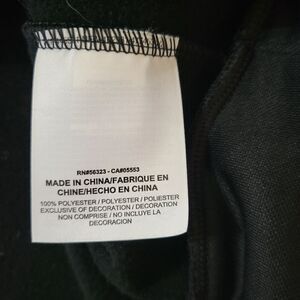 RN#56323 - CA#05553
MADE IN CHINA/FABRIQUE EN
CHINE/HECHO EN CHINA
100% POLYESTER / POLYESTER / POLIESTER
EXCLUSIVE OF DECORATION / DECORATION
NON COMPRISE / NO INCLUYE LA
DECORACION